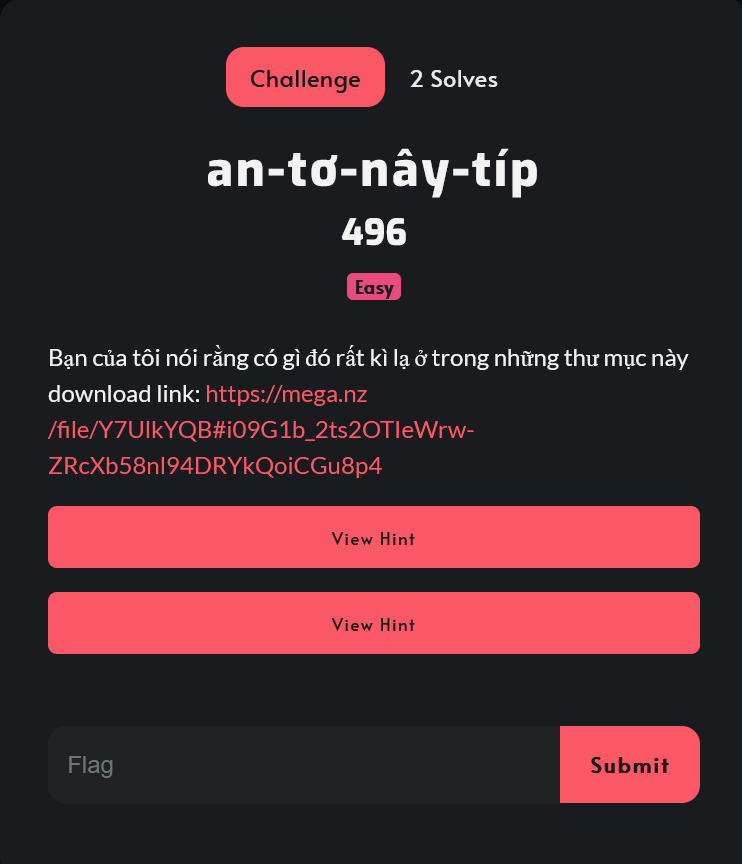 Challenge
2 Solves
an-tơ-nây-típ
496
Easy
Bạn của tôi nói rằng có gì đó rất kì lạ ở trong những thư mục này
download link: https://mega.nz
/file/Y7UlkYQB#i09G1b_2ts2OTIeWrw-
ZRcXb58nl94DRYkQoiCGu8p4
View Hint
View Hint
Flag
Submit